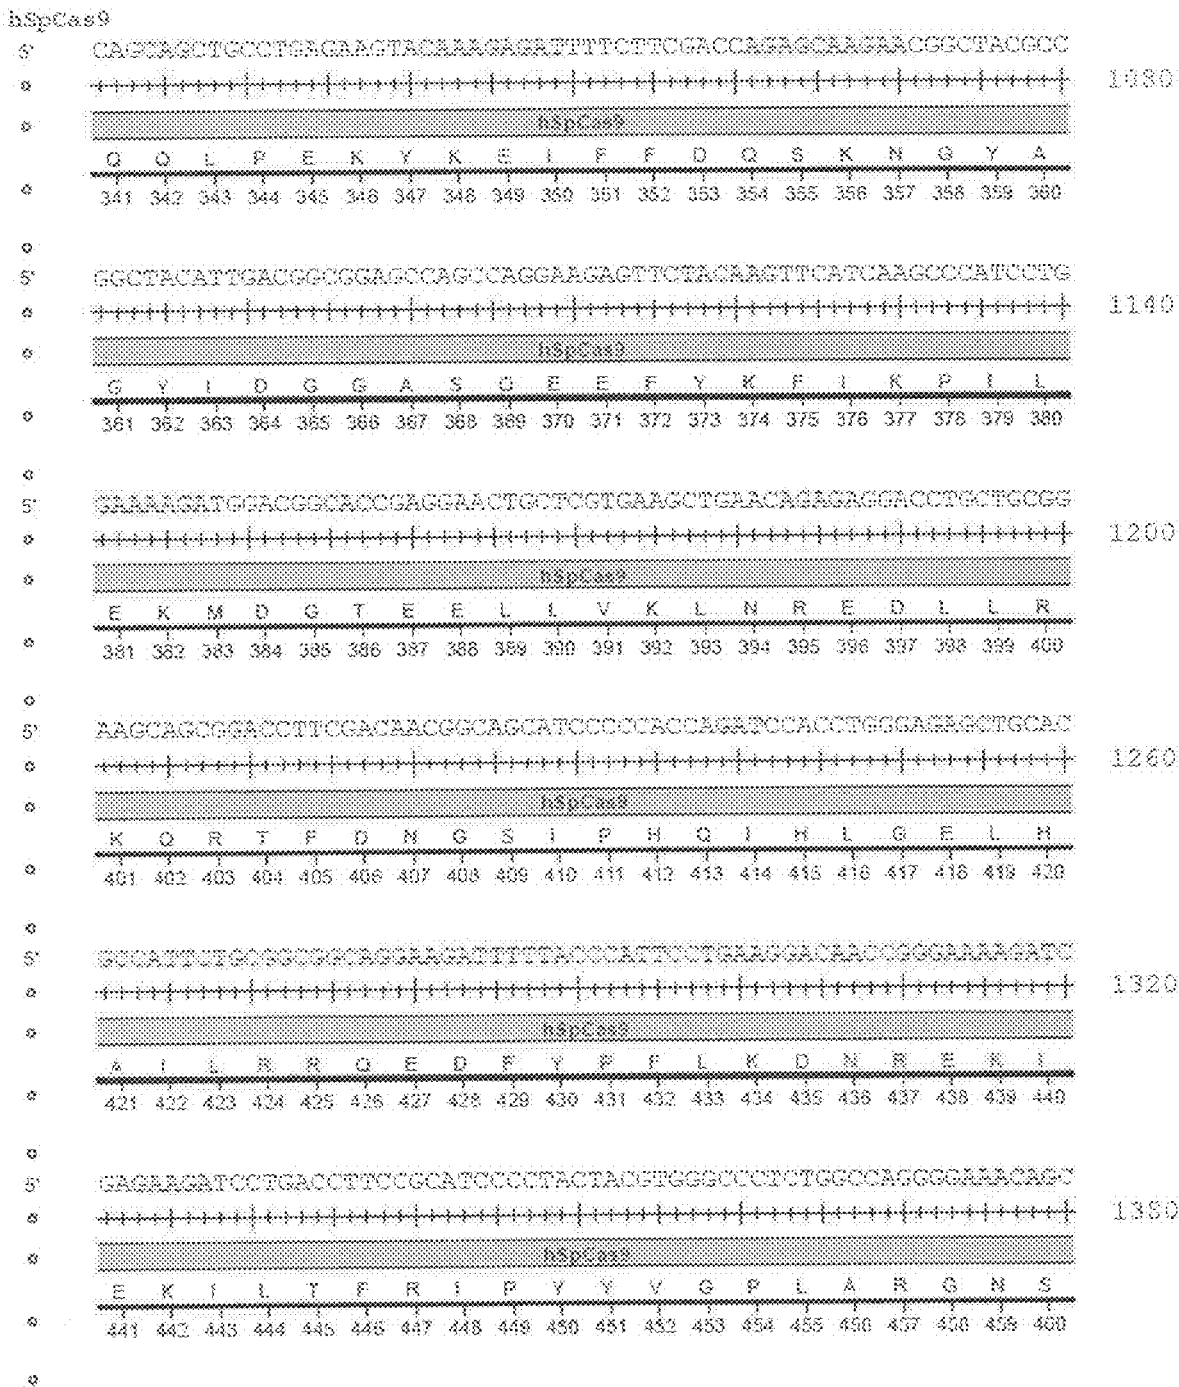 hSpCas9
5' CAGCAGCTGCCTGAGAAGTACAAAGAGATTTTCTTCGACCAGAGCAAGAACGGCTACGCC
1080
hSpCas9
Q Q L P E K Y K E I F F D Q S K N G Y A
341 342 343 344 345 346 347 348 349 350 351 352 353 354 355 356 357 358 359 360
5' GGCTACATTGACGGCGGAGCCAGCCAGGAAGAGTTCTACAAGTTCATCAAGCCCATCCTG
1140
hSpCas9
G Y I D G G A S Q E E F Y K F I K P I L
361 362 363 364 365 366 367 368 369 370 371 372 373 374 375 376 377 378 379 380
5' GAAAAGATGGACGGCACCGAGGAACTGCTCGTGAAGCTGAACAGAGAGGACCTGCTGCGG
1200
hSpCas9
E K M D G T E E L L V K L N R E D L L R
381 382 383 384 385 386 387 388 389 390 391 392 393 394 395 396 397 398 399 400
5' AAGCAGCGGACCTTCGACAACGGCAGCATCCCCCACCAGATCCACCTGGGAGAGCTGCAC
1260
hSpCas9
K Q R T F D N G S I P H Q I H L G E L H
401 402 403 404 405 406 407 408 409 410 411 412 413 414 415 416 417 418 419 420
5' GCCATTCTGCGGCGGCAGGAAGATTTTTACCCATTCCTGAAGGACAACCGGGAAAAGATC
1320
hSpCas9
A I L R R Q E D F Y P F L K D N R E K I
421 422 423 424 425 426 427 428 429 430 431 432 433 434 435 436 437 438 439 440
5' GAGAAGATCCTGACCTTCCGCATCCCCTACTACGTGGGCCCTCTGGCCAGGGGAAACAGC
1380
hSpCas9
E K I L T F R I P Y Y V G P L A R G N S
441 442 443 444 445 446 447 448 449 450 451 452 453 454 455 456 457 458 459 460